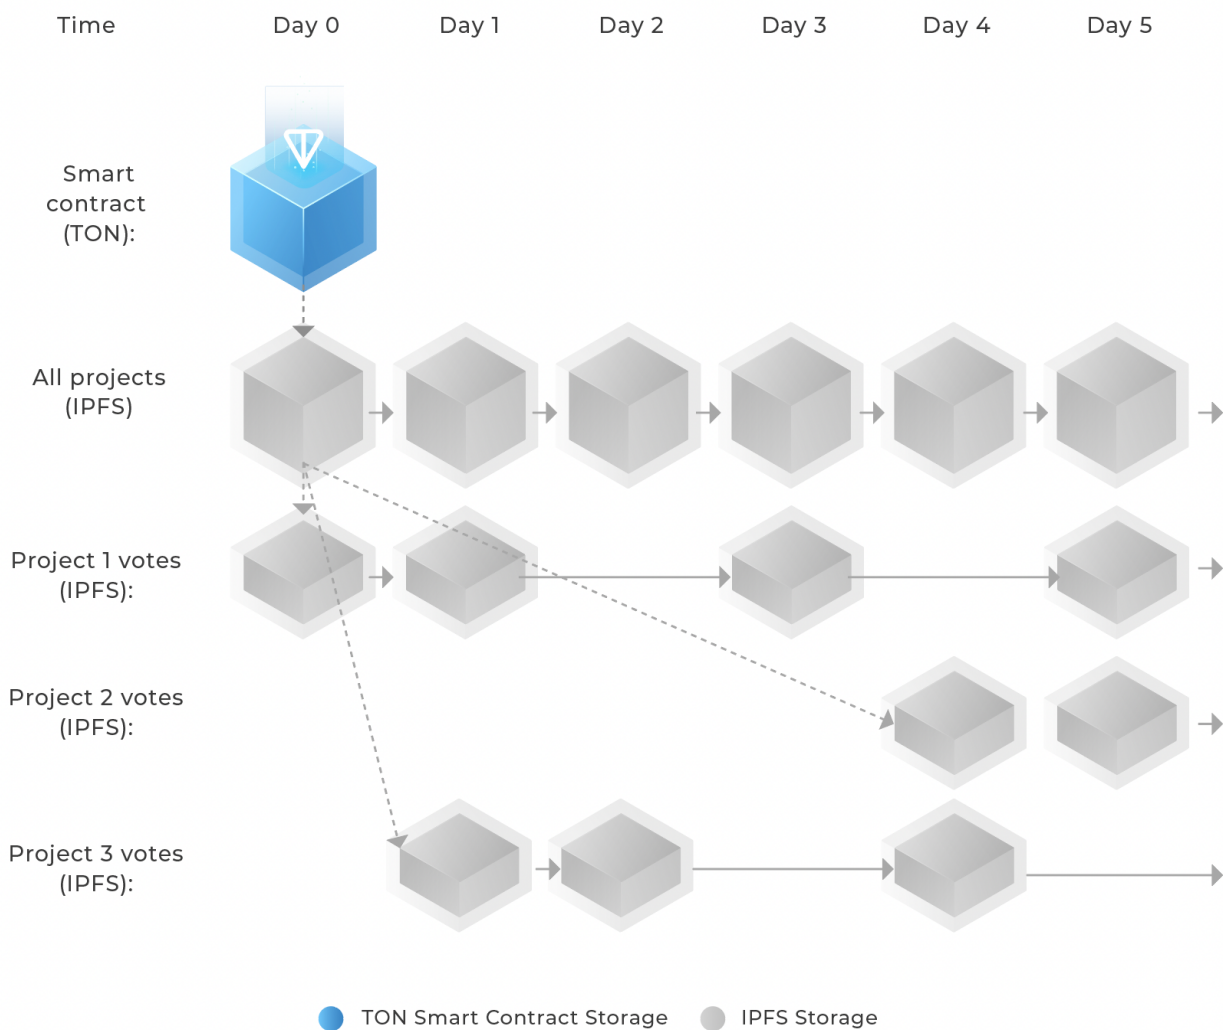 Time Day 0 Day 1 Day 2 Day 3 Day 4 Day 5
Smart
contract
(TON):
All projects
(IPFS)
Project 1 votes
(IPFS):
Project 2 votes
(IPFS):
Project 3 votes
(IPFS):
TON Smart Contract Storage IPFS Storage